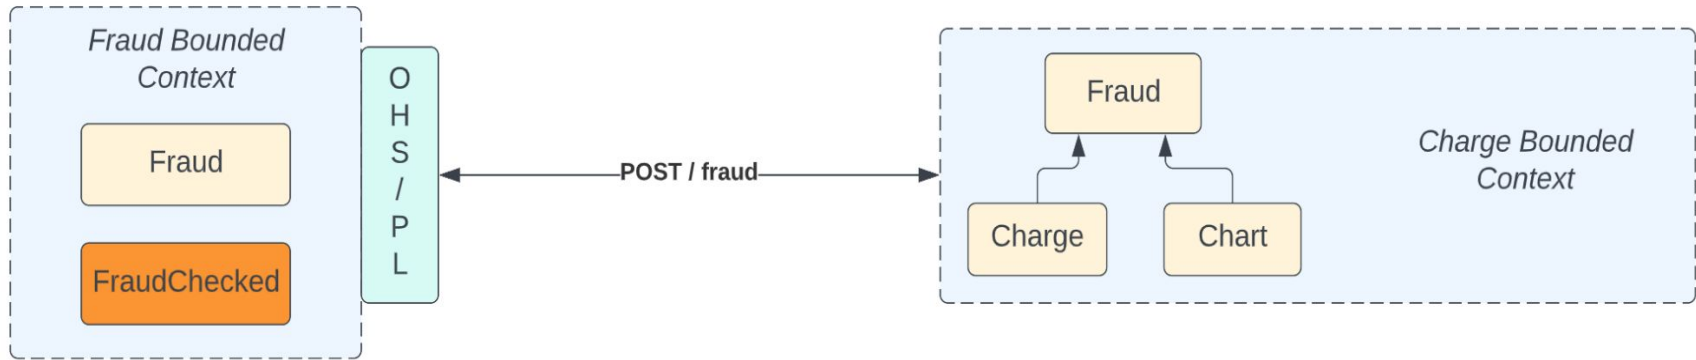 Fraud Bounded
Context
Fraud
FraudChecked
O
H
S
/
P
L
POST / fraud
Fraud
Charge
Chart
Charge Bounded
Context